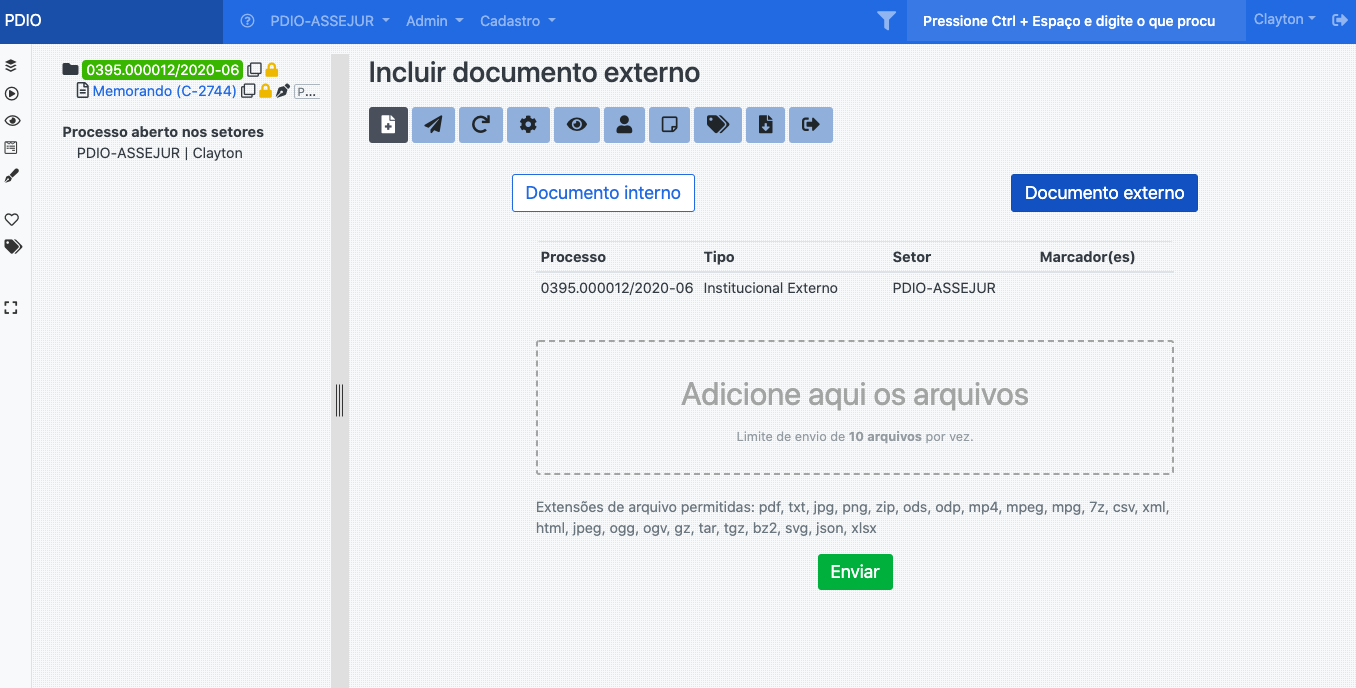 PDIO
PDIO-ASSEJUR Admin Cadastro
Pressione Ctrl + Espaço e digite o que procu
Clayton
0395.000012/2020-06
Memorando (C-2744) P...
Processo aberto nos setores
PDIO-ASSEJUR | Clayton
Incluir documento externo
Documento interno Documento externo
Processo Tipo Setor Marcador(es)
0395.000012/2020-06 Institucional Externo PDIO-ASSEJUR
Adicione aqui os arquivos
Limite de envio de 10 arquivos por vez.
Extensões de arquivo permitidas: pdf, txt, jpg, png, zip, ods, odp, mp4, mpeg, mpg, 7z, csv, xml,
html, jpeg, ogg, ogv, gz, tar, tgz, bz2, svg, json, xlsx
Enviar